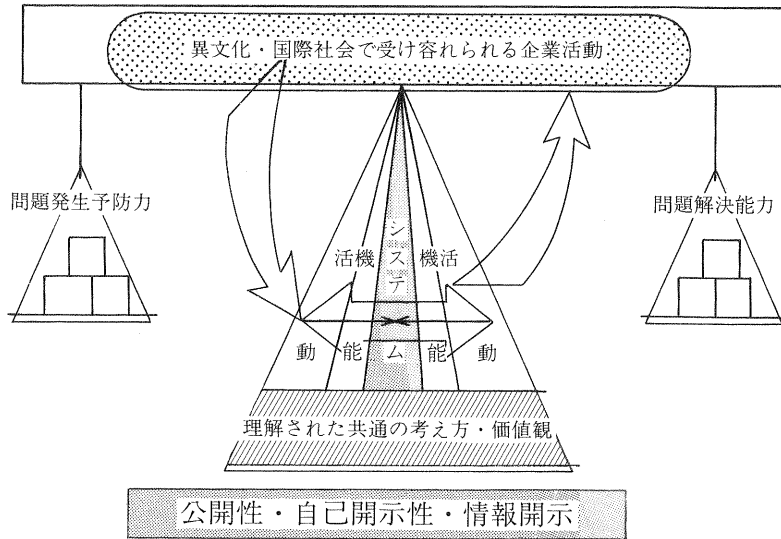 異文化・国際社会で受け容れられる企業活動
問題発生予防力
問題解決能力
システム
機能
機能
活動
活動
理解された共通の考え方・価値観
公開性・自己開示性・情報開示